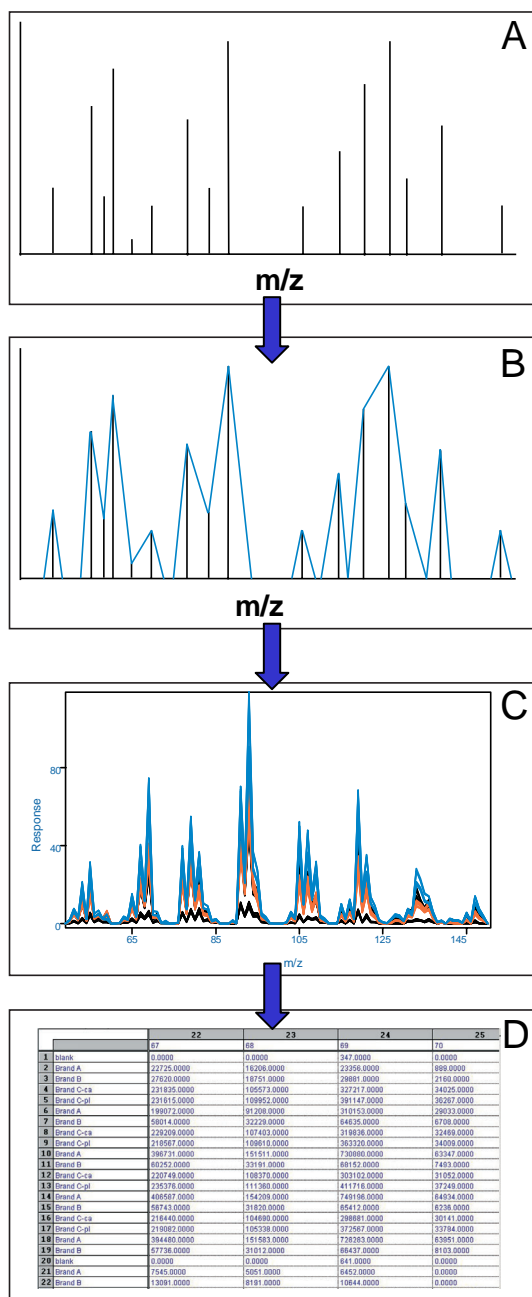 A
m/z
B
m/z
C
80
40
0
Response
65 85 105 125 145
m/z
D
22 23 24 25
67 68 69 70
1 blank 0.0000 0.0000 347.0000 0.0000
2 Brand A 22725.0000 16206.0000 23356.0000 889.0000
3 Brand B 27620.0000 18751.0000 29881.0000 2160.0000
4 Brand C-ca 231835.0000 105573.0000 327217.0000 34025.0000
5 Brand C-pl 231615.0000 109952.0000 391147.0000 36267.0000
6 Brand A 199072.0000 91208.0000 310153.0000 29033.0000
7 Brand B 58014.0000 32229.0000 64635.0000 6708.0000
8 Brand C-ca 229209.0000 107403.0000 319836.0000 32469.0000
9 Brand C-pl 218567.0000 109610.0000 363320.0000 34009.0000
10 Brand A 396731.0000 151511.0000 730880.0000 63347.0000
11 Brand B 60252.0000 33191.0000 68152.0000 7493.0000
12 Brand C-ca 220749.0000 108370.0000 303102.0000 31052.0000
13 Brand C-pl 235376.0000 111360.0000 411716.0000 37249.0000
14 Brand A 406587.0000 154209.0000 749196.0000 64934.0000
15 Brand B 56743.0000 31820.0000 65412.0000 6236.0000
16 Brand C-ca 216440.0000 104690.0000 298681.0000 30141.0000
17 Brand C-pl 219082.0000 105338.0000 372567.0000 33784.0000
18 Brand A 394480.0000 151583.0000 728283.0000 63951.0000
19 Brand B 57736.0000 31012.0000 66437.0000 8103.0000
20 blank 0.0000 0.0000 641.0000 0.0000
21 Brand A 7545.0000 5051.0000 6452.0000 0.0000
22 Brand B 13091.0000 8191.0000 10644.0000 0.0000